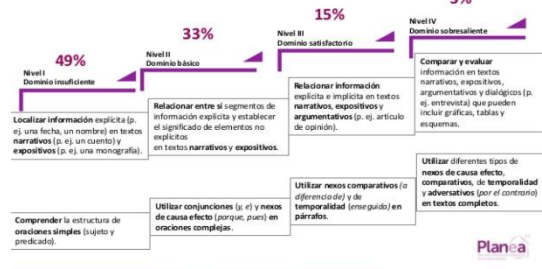 49%
Nivel I
Dominio insuficiente
33%
Nivel II
Dominio básico
15%
Nivel III
Dominio satisfactorio
Nivel IV
Dominio sobresaliente
Localizar información explícita (p.
ej. una fecha, un nombre) en textos
narrativos (p. ej. un cuento) y
expositivos (p. ej. una monografía).
Relacionar entre sí segmentos de
información explícita y establecer
el significado de elementos no
explícitos
en textos narrativos y expositivos.
Relacionar información
explícita e implícita en textos
narrativos, expositivos y
argumentativos (p. ej. artículo
de opinión).
Comparar y evaluar
información en textos
narrativos, expositivos,
argumentativos y dialógicos (p.
ej. entrevista) que pueden
incluir gráficas, tablas y
esquemas.
Comprender la estructura de
oraciones simples (sujeto y
predicado).
Utilizar conjunciones (y, e) y nexos
de causa efecto (porque, pues) en
oraciones complejas.
Utilizar nexos comparativos (a
diferencia de) y de
temporalidad (enseguida) en
párrafos.
Utilizar diferentes tipos de
nexos de causa efecto,
comparativos, de temporalidad
y adversativos (por el contrario)
en textos completos.
Planea